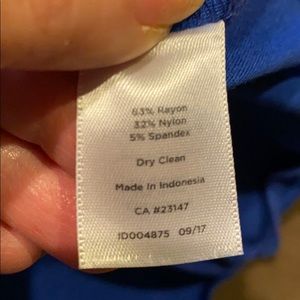 63% Rayon
32% Nylon
5% Spandex
Dry Clean
Made In Indonesia
CA #23147
ID004875 09/17